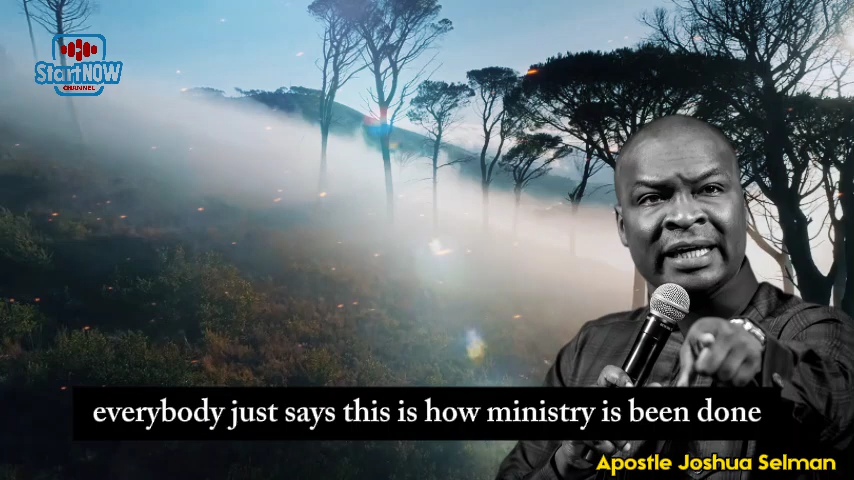 StartNOW
CHANNEL
everybody just says this is how ministry is been done
Apostle Joshua Selman